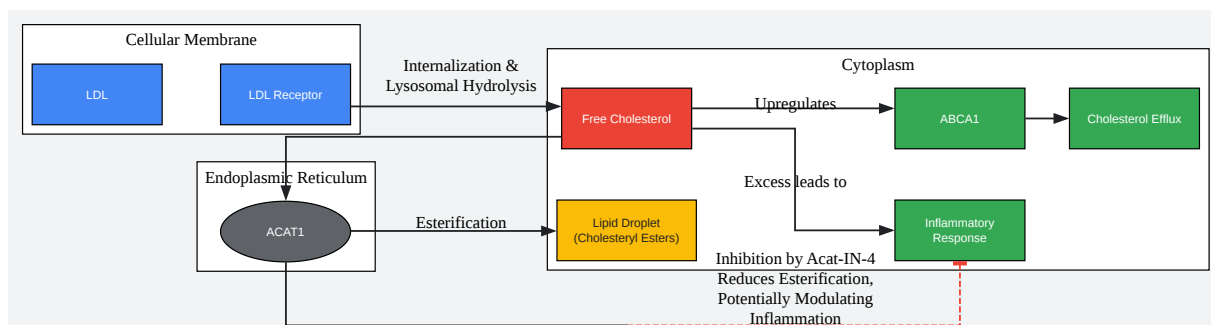 Cellular Membrane
LDL
LDL Receptor
Internalization &
Lysosomal Hydrolysis
Cytoplasm
Free Cholesterol
Upregulates
ABCA1
Cholesterol Efflux
Endoplasmic Reticulum
ACAT1
Esterification
Lipid Droplet
(Cholesteryl Esters)
Excess leads to
Inflammatory
Response
Inhibition by Acat-IN-4
Reduces Esterification,
Potentially Modulating
Inflammation